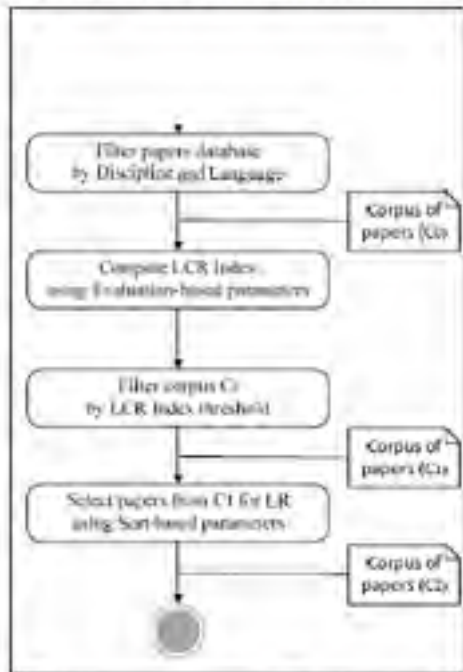 Filter papers database
by Discipline and Language
Corpus of
papers (C0)
Compute LCR Index
using Evaluation-based parameters
Filter corpus
by LCR Index threshold
Corpus of
papers (C1)
Select papers from C1 for LR
using Sort-based parameters
Corpus of
papers (C2)